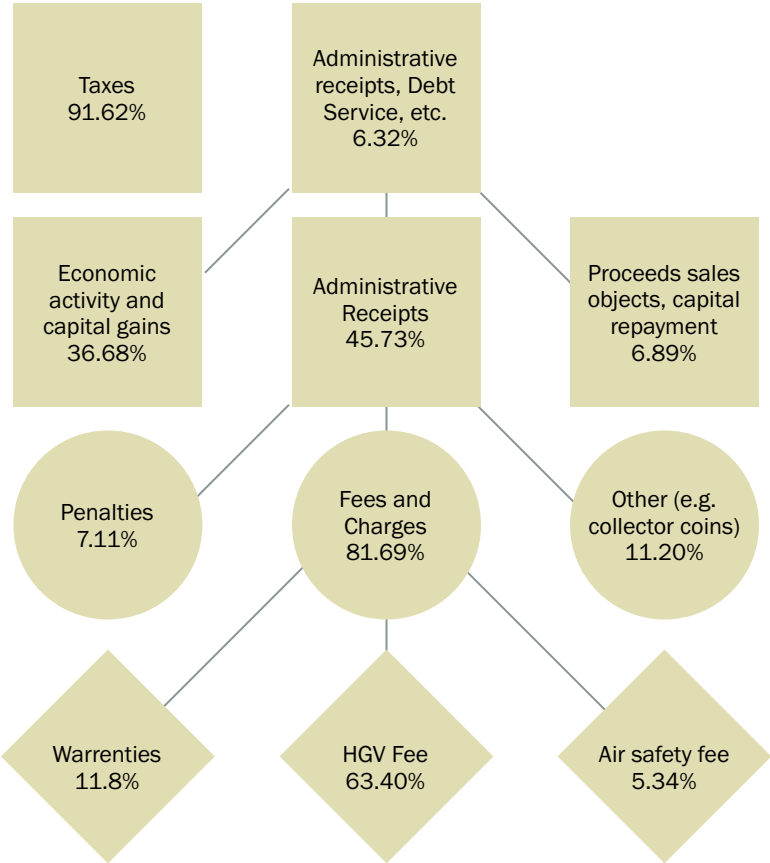 Taxes
91.62%
Administrative
receipts, Debt
Service, etc.
6.32%
Economic
activity and
capital gains
36.68%
Administrative
Receipts
45.73%
Proceeds sales
objects, capital
repayment
6.89%
Penalties
7.11%
Fees and
Charges
81.69%
Other (e.g.
collector coins)
11.20%
Warrenties
11.8%
HGV Fee
63.40%
Air safety fee
5.34%